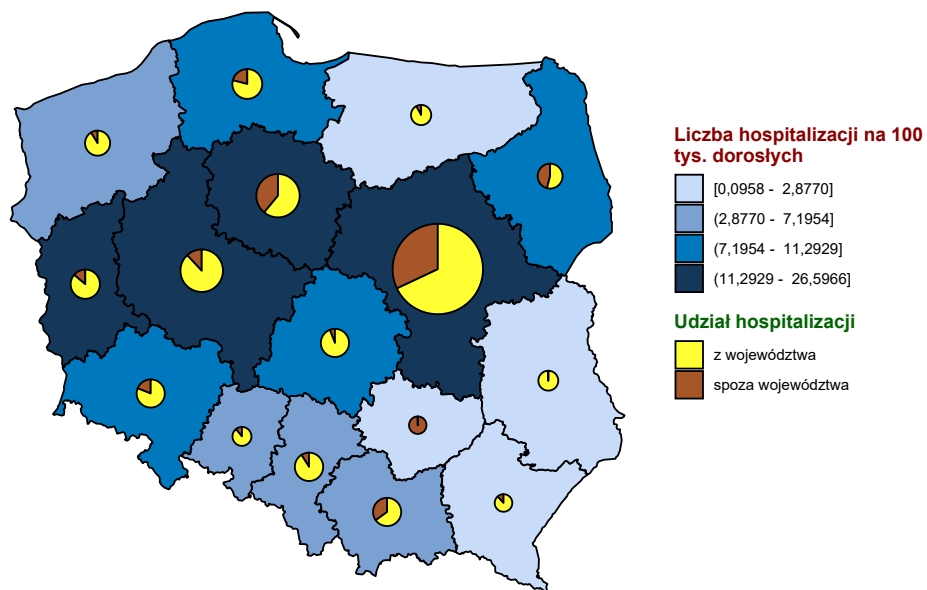 Liczba hospitalizacji na 100
tys. dorosłych
[0,0958 - 2,8770]
(2,8770 - 7,1954]
(7,1954 - 11,2929]
(11,2929 - 26,5966]
Udział hospitalizacji
z województwa
spoza województwa